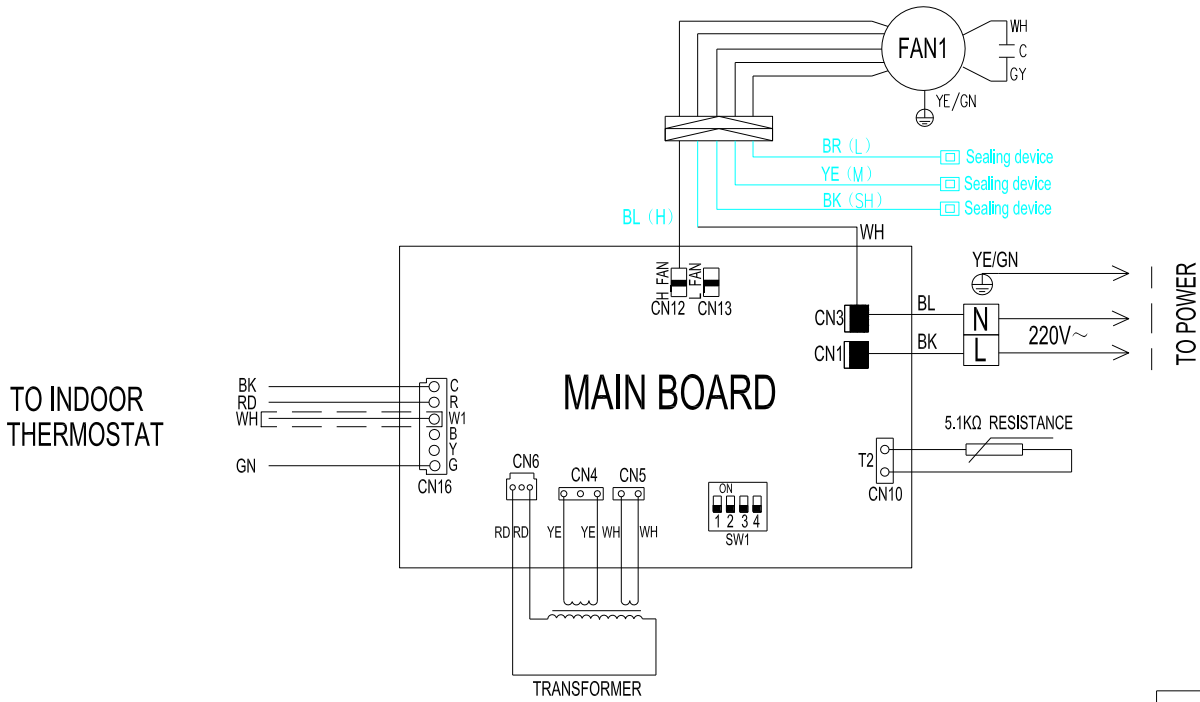 WH
FAN1
C
GY
YE/GN
BR (L)
Sealing device
YE (M)
Sealing device
BK (SH)
Sealing device
BL (H)
WH
YE/GN
H_FAN
L_FAN
CN12
CN13
CN3
BL
N
220V~
TO POWER
CN1
BK
L
MAIN BOARD
TO INDOOR
THERMOSTAT
BK
C
RD
R
WH
W1
B
Y
GN
G
CN16
5.1KΩ RESISTANCE
T2
CN10
CN6
CN4
CN5
ON
1 2 3 4
SW1
RD
RD
YE
YE
WH
WH
TRANSFORMER